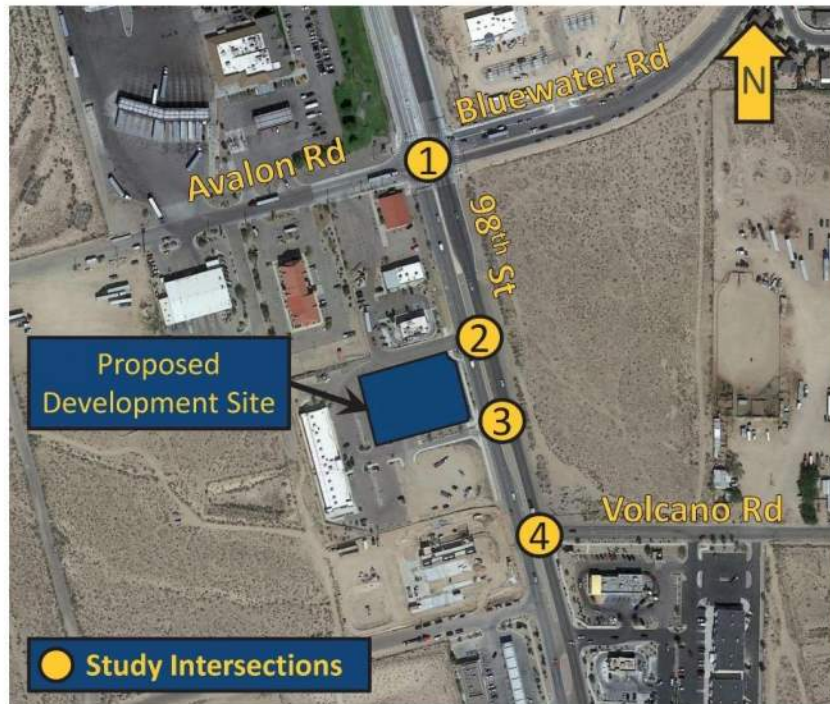 N
Bluewater Rd
1
Avalon Rd
98th St
2
Proposed
Development Site
3
4
Volcano Rd
Study Intersections